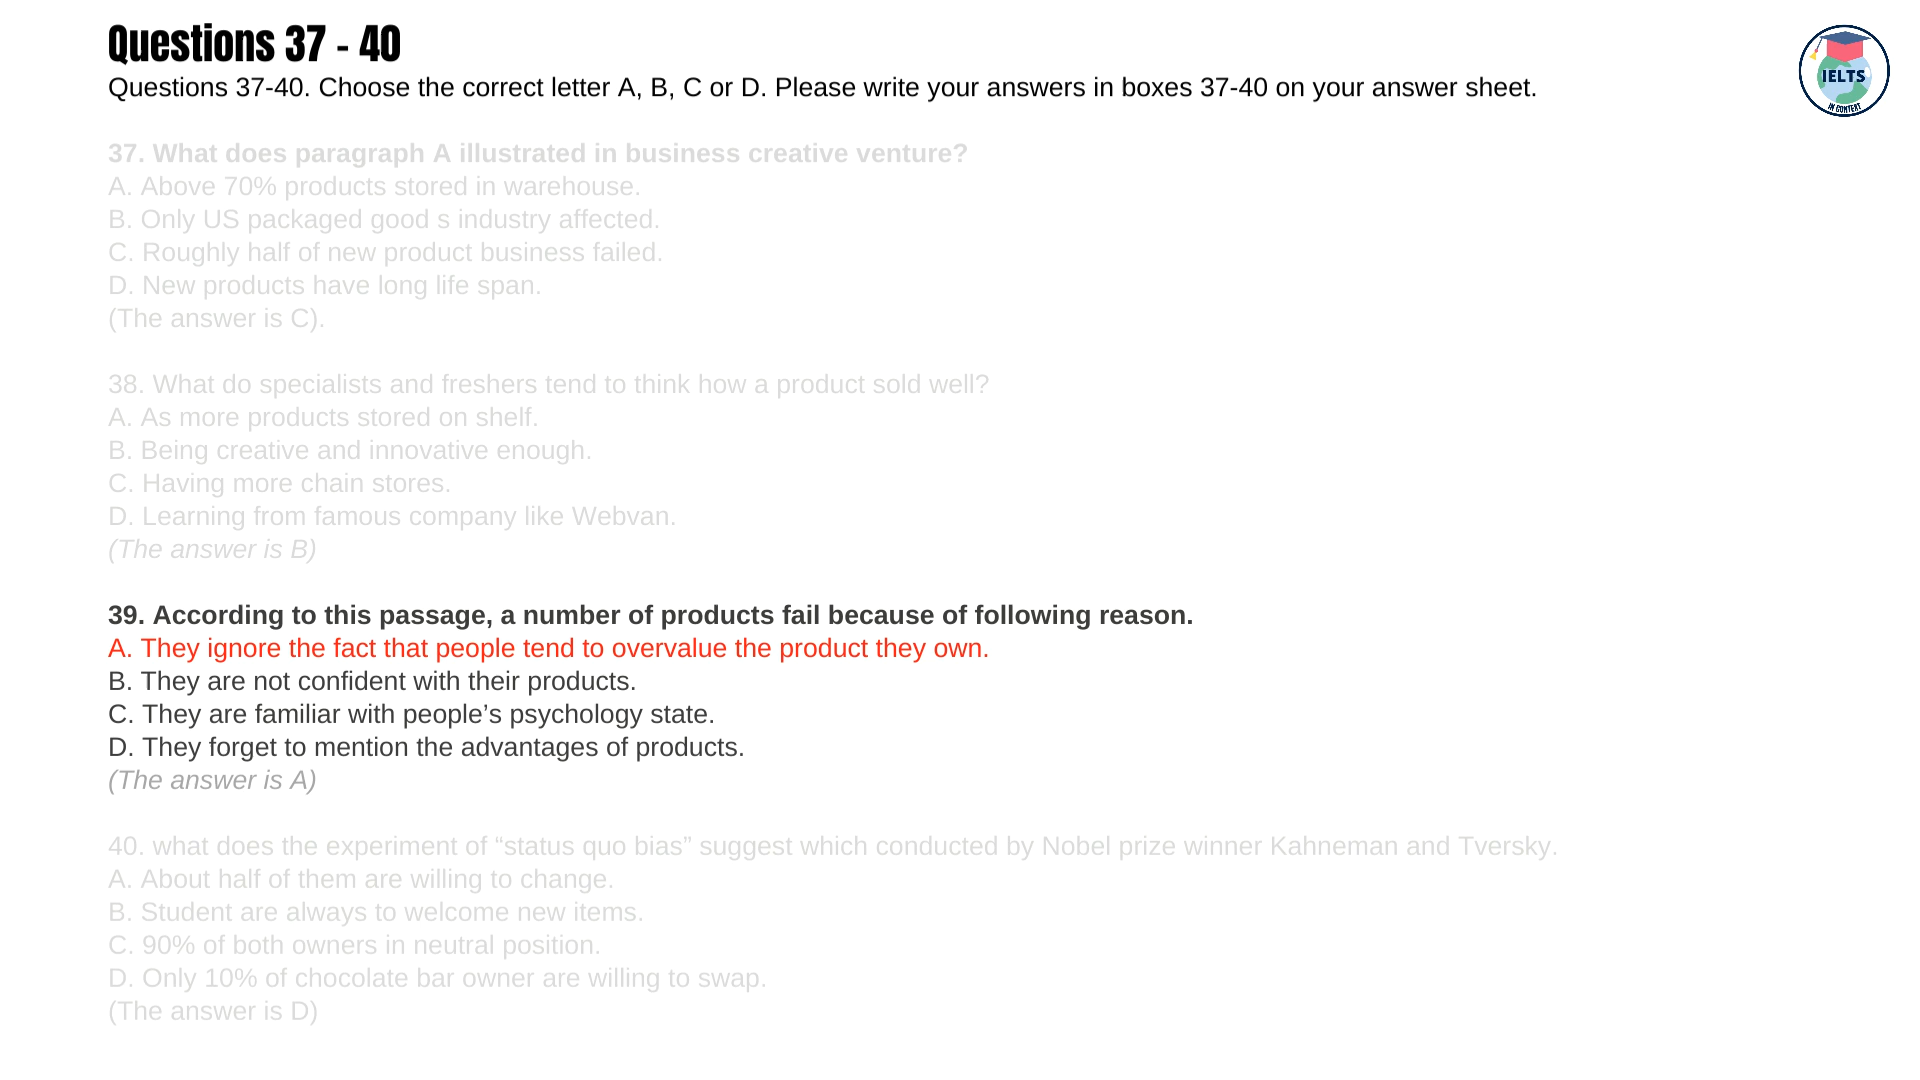 Questions 37 - 40
Questions 37-40. Choose the correct letter A, B, C or D. Please write your answers in boxes 37-40 on your answer sheet.
IELTS
IN CONTEXT
37. What does paragraph A illustrated in business creative venture?
A. Above 70% products stored in warehouse.
B. Only US packaged good s industry affected.
C. Roughly half of new product business failed.
D. New products have long life span.
(The answer is C).
38. What do specialists and freshers tend to think how a product sold well?
A. As more products stored on shelf.
B. Being creative and innovative enough.
C. Having more chain stores.
D. Learning from famous company like Webvan.
(The answer is B)
39. According to this passage, a number of products fail because of following reason.
A. They ignore the fact that people tend to overvalue the product they own.
B. They are not confident with their products.
C. They are familiar with people’s psychology state.
D. They forget to mention the advantages of products.
(The answer is A)
40. what does the experiment of “status quo bias” suggest which conducted by Nobel prize winner Kahneman and Tversky.
A. About half of them are willing to change.
B. Student are always to welcome new items.
C. 90% of both owners in neutral position.
D. Only 10% of chocolate bar owner are willing to swap.
(The answer is D)